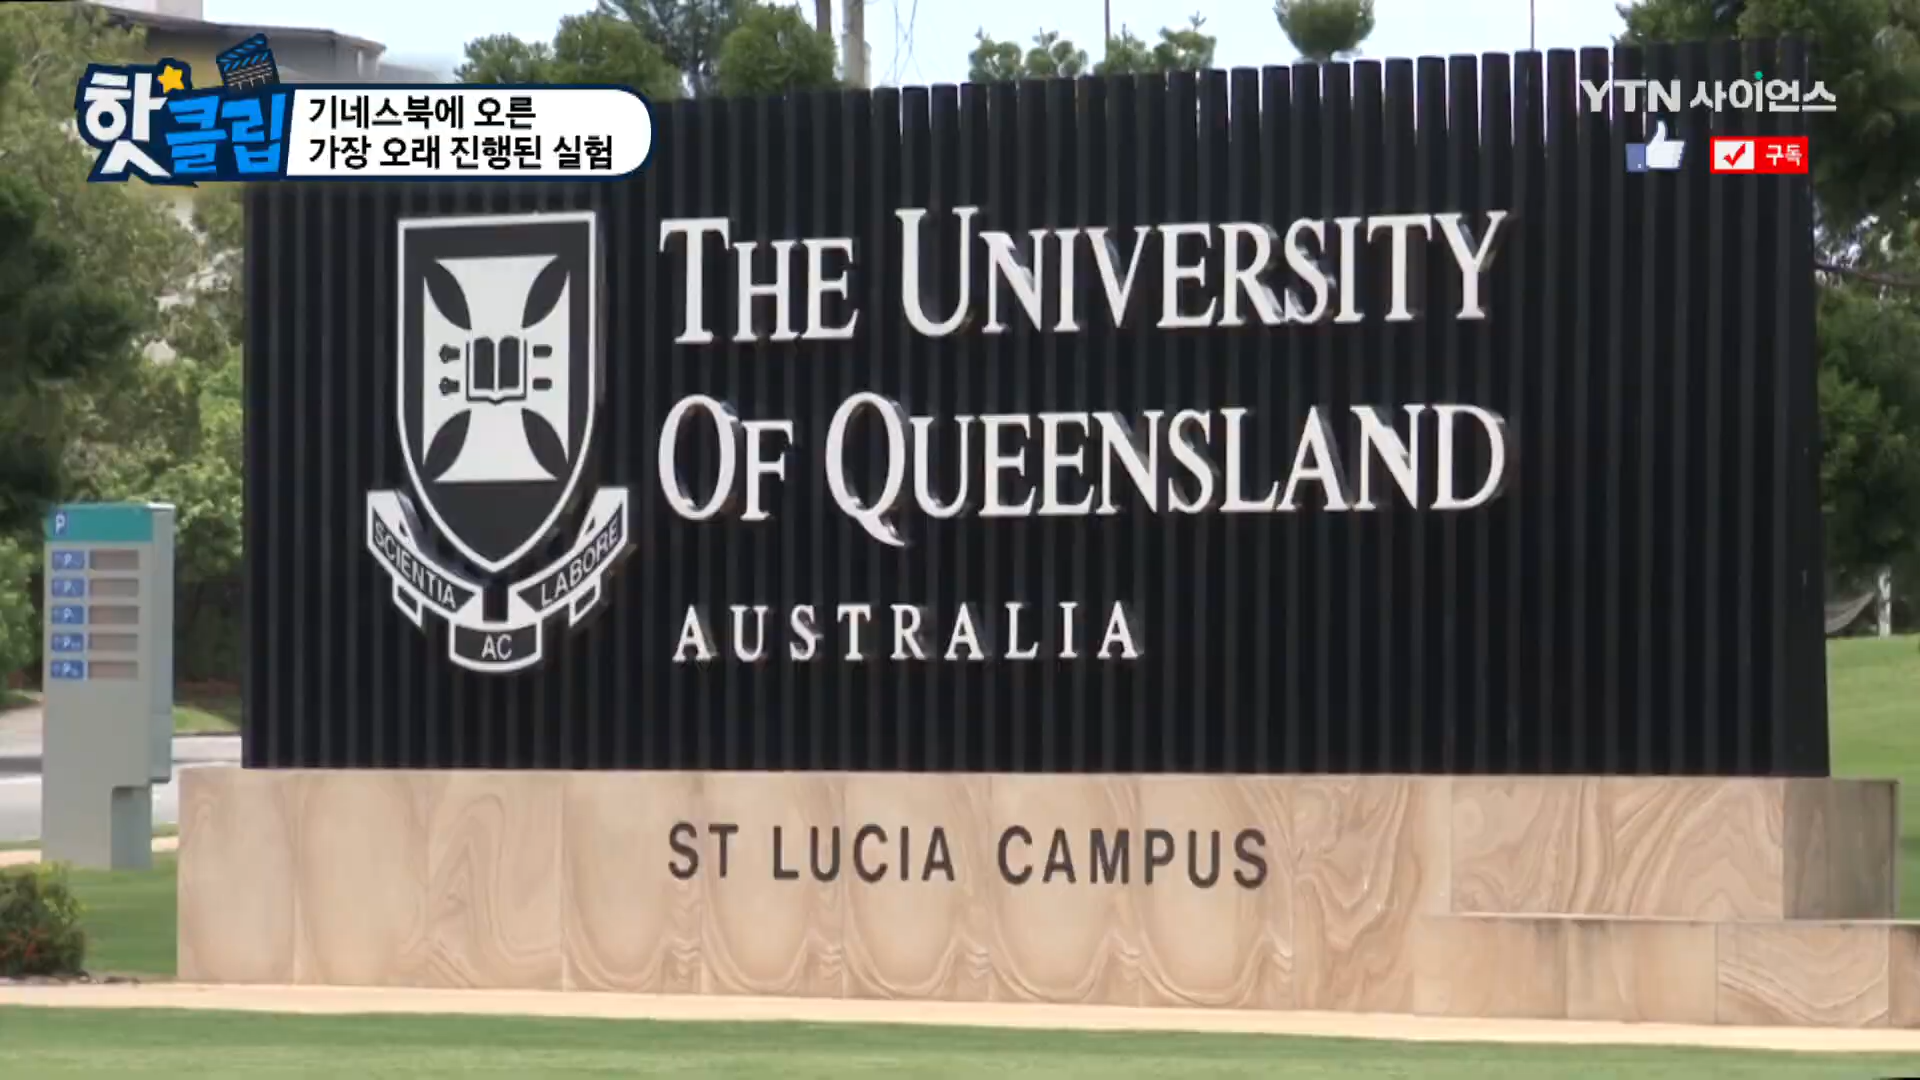 핫클립
기네스북에 오른
가장 오래 진행된 실험
YTN 사이언스
구독
THE UNIVERSITY
OF QUEENSLAND
AUSTRALIA
SCIENTIA
AC
LABORE
ST LUCIA CAMPUS
P